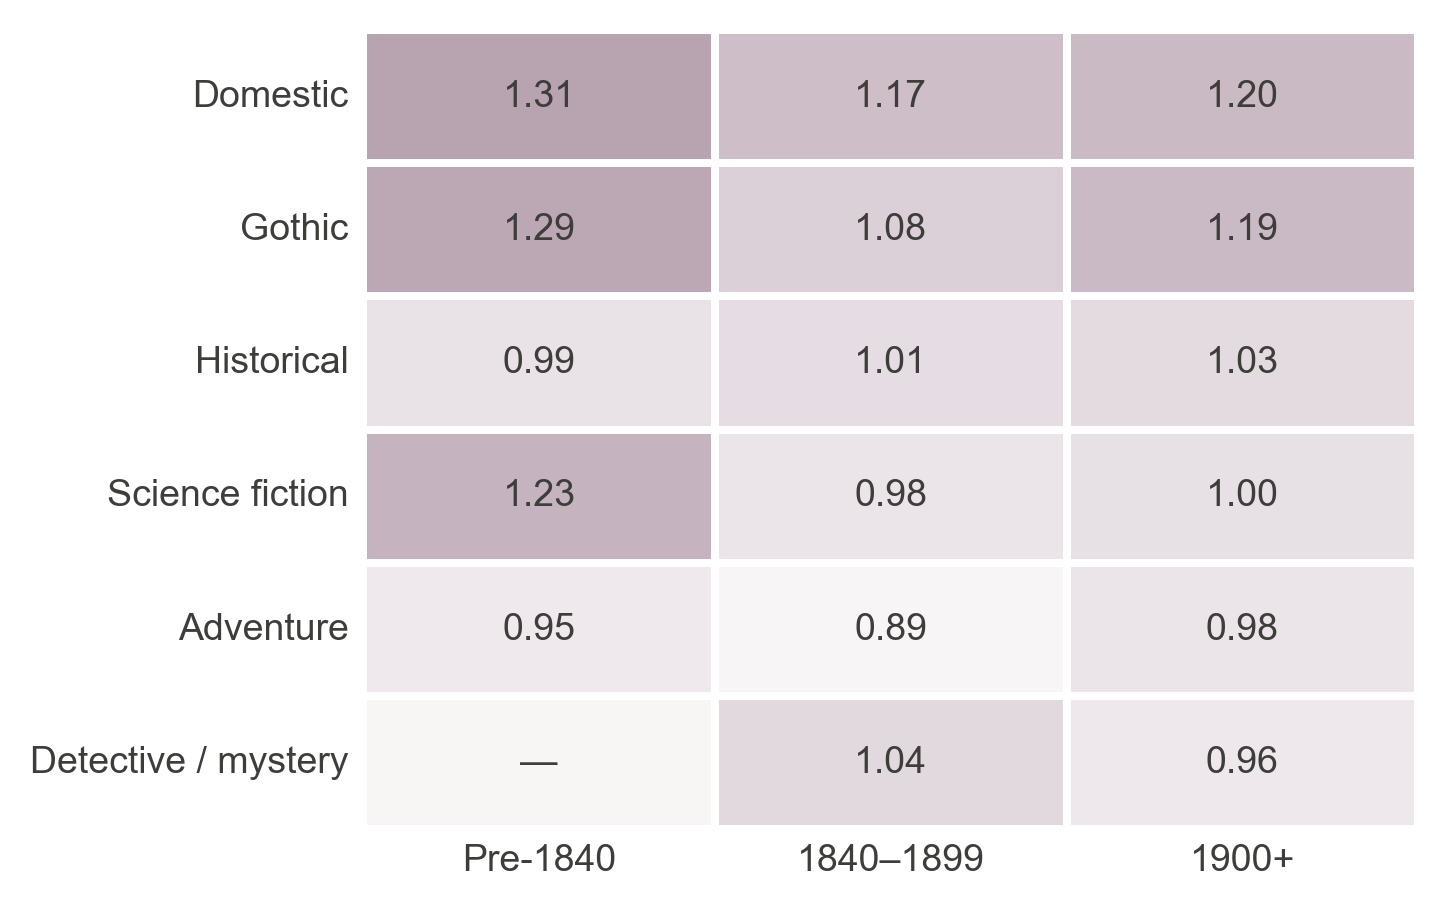 Domestic 1.31 1.17 1.20
Gothic 1.29 1.08 1.19
Historical 0.99 1.01 1.03
Science fiction 1.23 0.98 1.00
Adventure 0.95 0.89 0.98
Detective / mystery — 1.04 0.96
Pre-1840 1840–1899 1900+